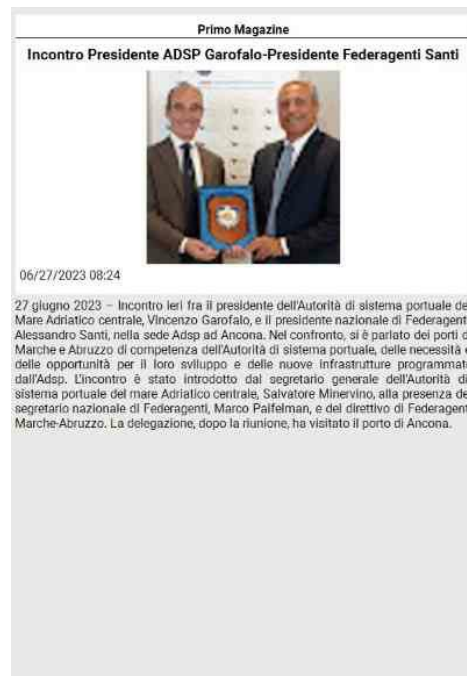 Primo Magazine
Incontro Presidente ADSP Garofalo-Presidente Federagenti Santi
06/27/2023 08:24
27 giugno 2023 – Incontro ieri fra il presidente dell'Autorità di sistema portuale de
Mare Adriatico centrale, Vincenzo Garofalo, e il presidente nazionale di Federagent
Alessandro Santi, nella sede Adsp ad Ancona. Nel confronto, si è parlato dei porti d
Marche e Abruzzo di competenza dell'Autorità di sistema portuale, delle necessità e
delle opportunità per il loro sviluppo e delle nuove infrastrutture programmat
dall'Adsp. L'incontro è stato introdotto dal segretario generale dell'Autorità di
sistema portuale del mare Adriatico centrale, Salvatore Minervino, alla presenza de
segretario nazionale di Federagenti, Marco Paifelman, e del direttivo di Federagent
Marche-Abruzzo. La delegazione, dopo la riunione, ha visitato il porto di Ancona.